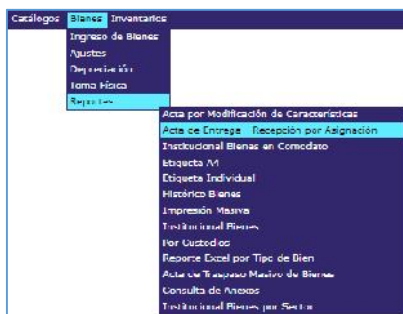 Catálogos Bienes Inventarios
Ingreso de Bienes
Ajustes
Depreciación
Toma Física
Reportes
Acta por Modificación de Características
Acta de Entrega - Recepción por Asignación
Institucional Bienes en Comodato
Etiqueta A4
Etiqueta Individual
Histórico Bienes
Impresión Masiva
Institucional Bienes
Por Custodios
Reporte Excel por Tipo de Bien
Acta de Traspaso Masivo de Bienes
Consulta de Anexos
Institucional Bienes por Sector